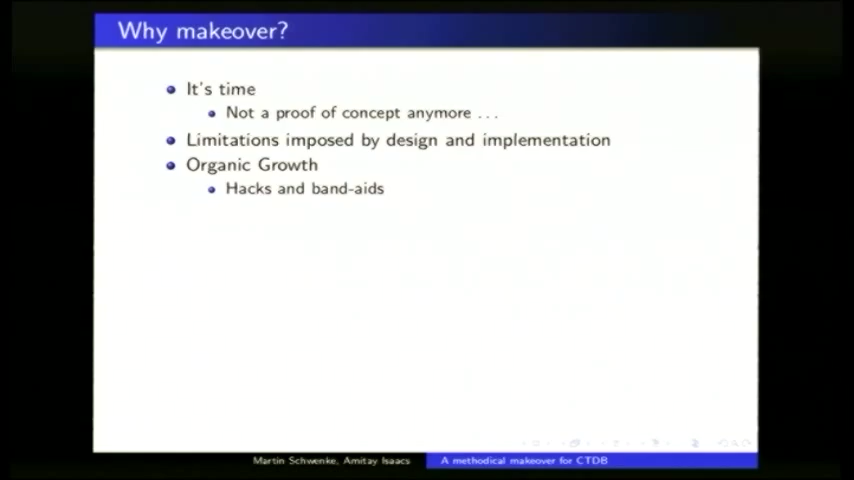 Why makeover?
It's time
Not a proof of concept anymore ...
Limitations imposed by design and implementation
Organic Growth
Hacks and band-aids
Martin Schwenke, Amitay Isaacs
A methodical makeover for CTDB